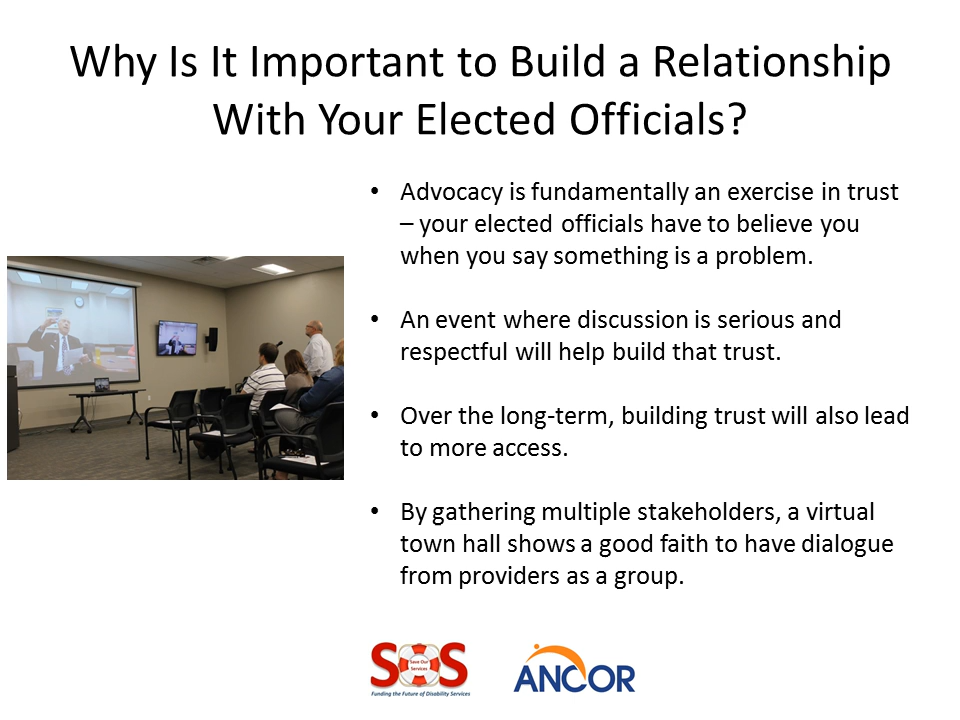 Why Is It Important to Build a Relationship
With Your Elected Officials?
• Advocacy is fundamentally an exercise in trust
– your elected officials have to believe you
when you say something is a problem.
• An event where discussion is serious and
respectful will help build that trust.
• Over the long-term, building trust will also lead
to more access.
• By gathering multiple stakeholders, a virtual
town hall shows a good faith to have dialogue
from providers as a group.
SOS
Save Our
Services
Funding the Future of Disability Services
ANCOR